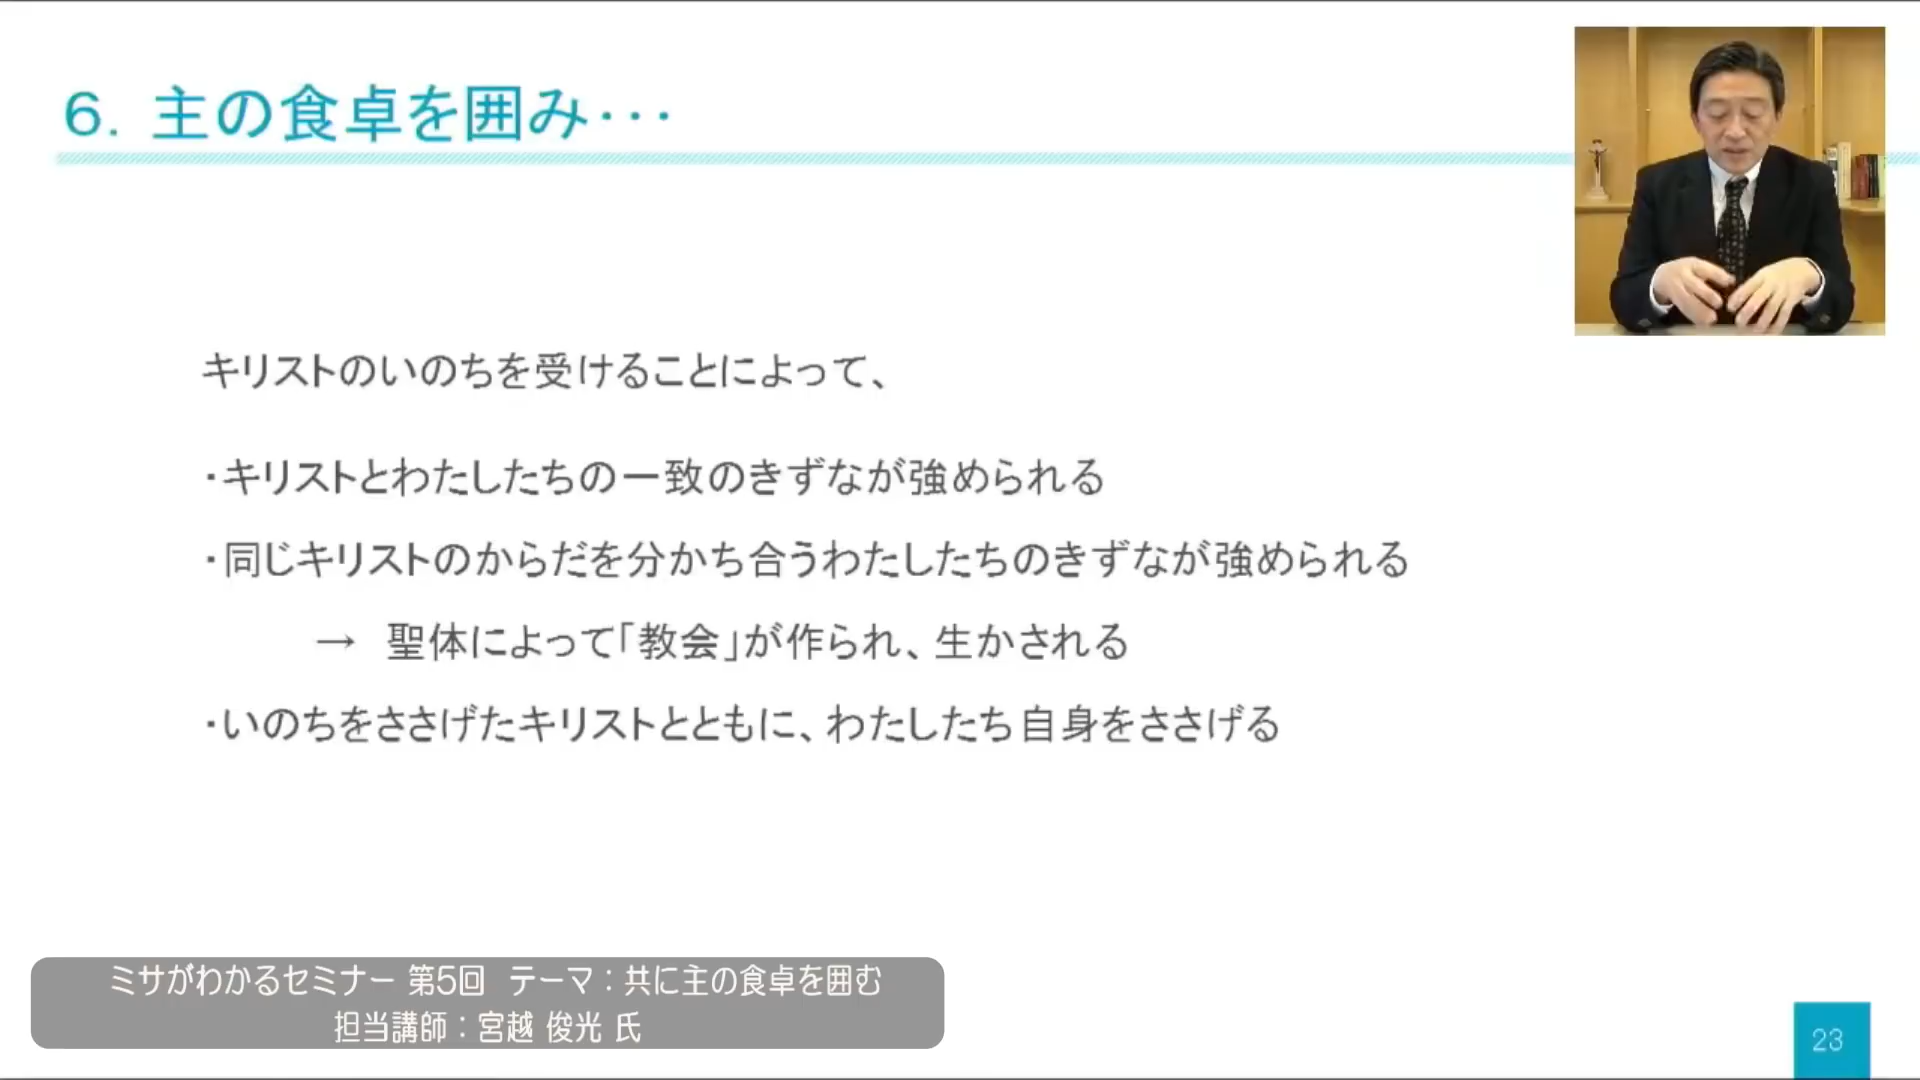 6. 主の食卓を囲み･･･
キリストのいのちを受けることによって、
・キリストとわたしたちの一致のきずなが強められる
・同じキリストのからだを分かち合うわたしたちのきずなが強められる
→ 聖体によって｢教会｣が作られ、生かされる
・いのちをささげたキリストとともに、わたしたち自身をささげる
ミサがわかるセミナー 第5回 テーマ：共に主の食卓を囲む
担当講師：宮越 俊光 氏
23